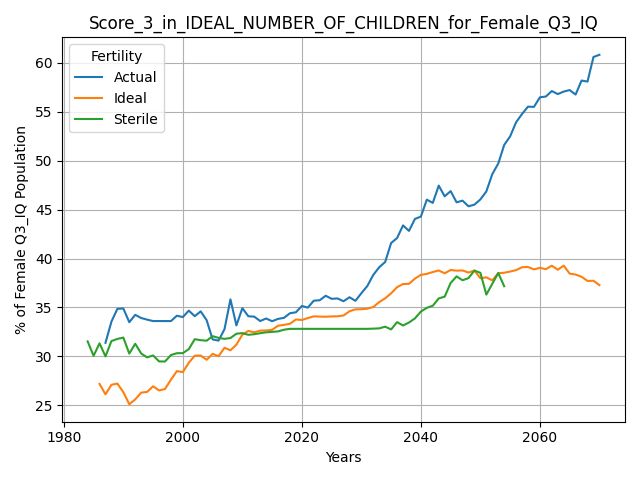 Score_3_in_IDEAL_NUMBER_OF_CHILDREN_for_Female_Q3_IQ
Fertility
Actual
Ideal
Sterile
% of Female Q3_IQ Population
60
55
50
45
40
35
30
25
1980
2000
2020
2040
2060
Years